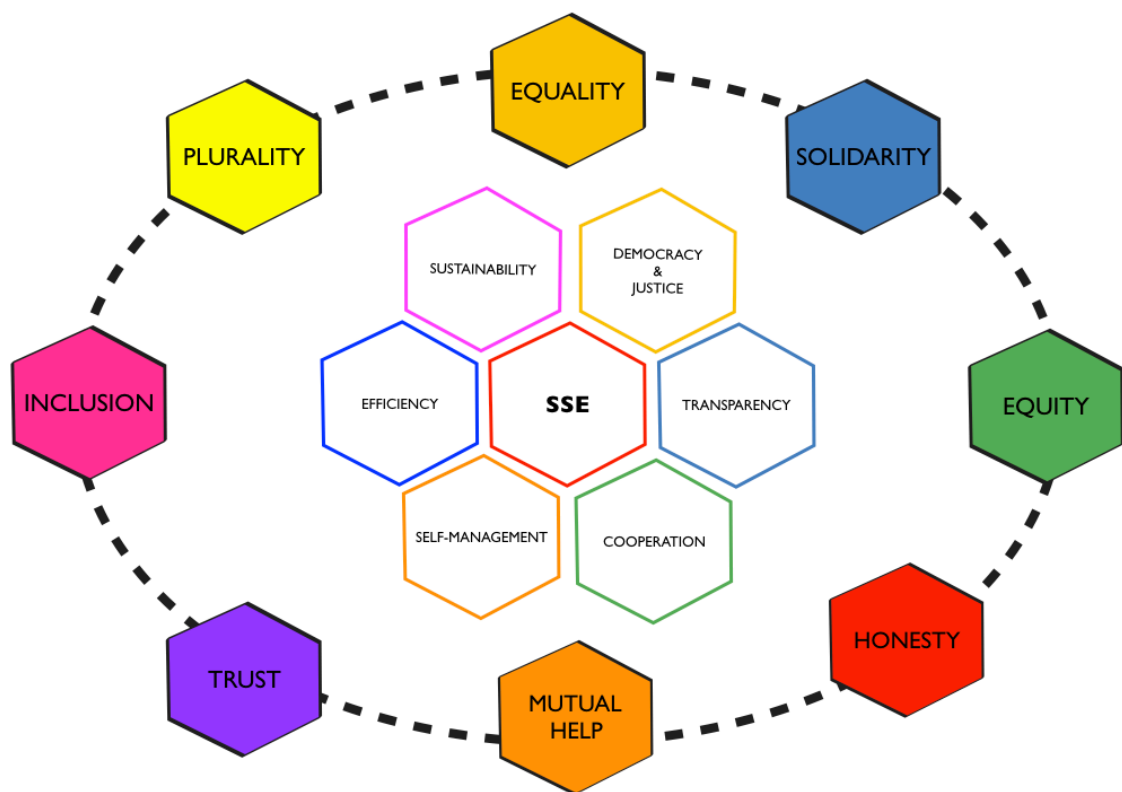 EQUALITY
PLURALITY
SOLIDARITY
SUSTAINABILITY
DEMOCRACY
&
JUSTICE
INCLUSION
EFFICIENCY
SSE
TRANSPARENCY
EQUITY
SELF-MANAGEMENT
COOPERATION
HONESTY
TRUST
MUTUAL
HELP